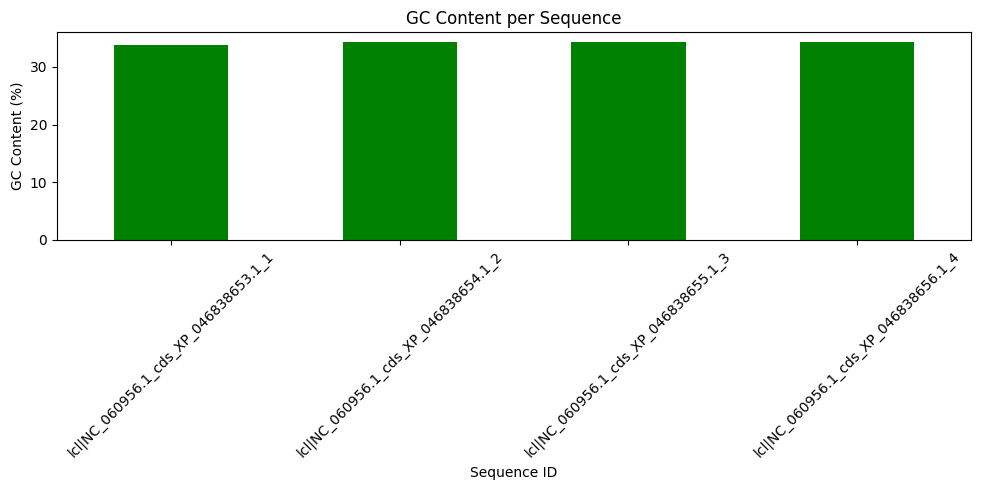 GC Content per Sequence
GC Content (%)
30
20
10
0
lcl|NC_060956.1_cds_XP_046838653.1_1
lcl|NC_060956.1_cds_XP_046838654.1_2
lcl|NC_060956.1_cds_XP_046838655.1_3
lcl|NC_060956.1_cds_XP_046838656.1_4
Sequence ID